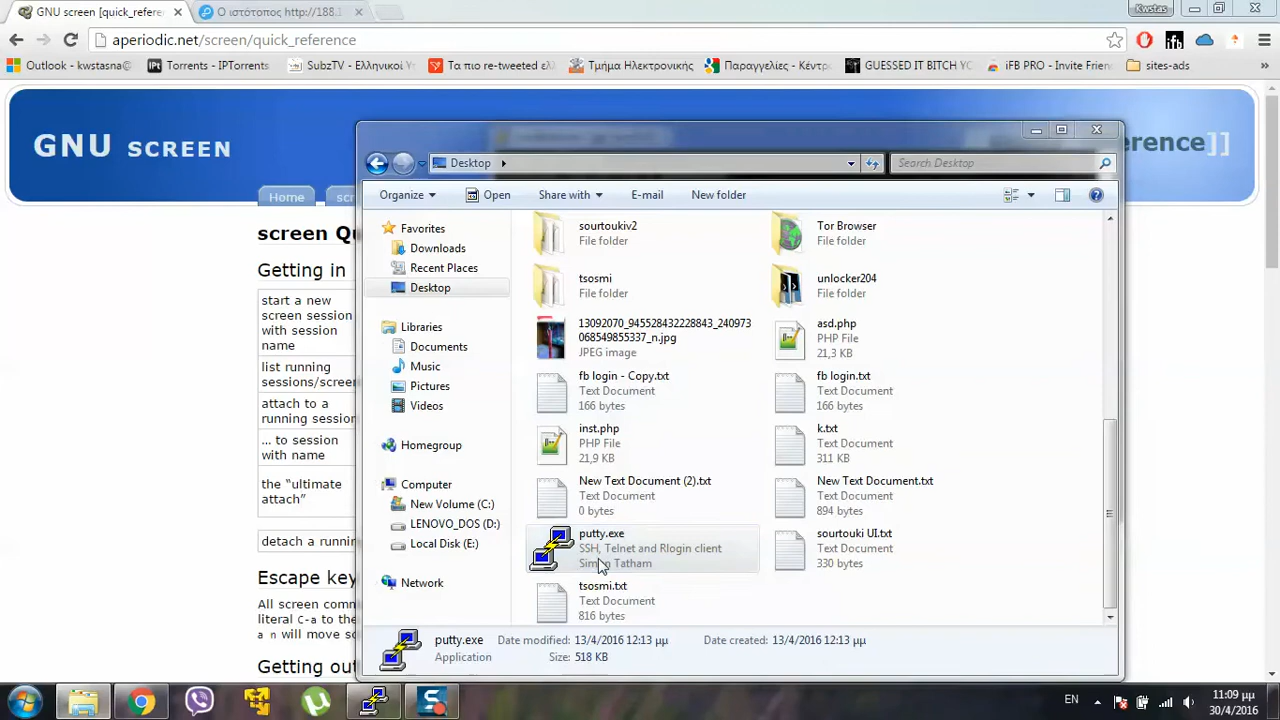 GNU screen [quick_refere
Ο ιστότοπος http://188.1
Kwstas
aperiodic.net/screen/quick_reference
Outlook - kwstasna@
Torrents - IPTorrents
SubzTV - Ελληνικοί Υ
Τα πιο re-tweeted ελλ
Τμήμα Ηλεκτρονικής
Παραγγελίες - Κέντρ
GUESSED IT BITCH YO
iFB PRO - Invite Frien
sites-ads
GNU SCREEN
erence]]
Home
scr
screen Qu
Getting in
start a new
screen session
with session
name
list running
sessions/screen
attach to a
running session
... to session
with name
the “ultimate
attach”
detach a running
Escape key
All screen comm
literal C-a to the
a n will move s
Getting out
Desktop
Search Desktop
Organize
Open
Share with
E-mail
New folder
Favorites
Downloads
Recent Places
Desktop
Libraries
Documents
Music
Pictures
Videos
Homegroup
Computer
New Volume (C:)
LENOVO_DOS (D:)
Local Disk (E:)
Network
sourtoukiv2
File folder
Tor Browser
File folder
tsosmi
File folder
unlocker204
File folder
13092070_945528432228843_240973
068549855337_n.jpg
JPEG image
asd.php
PHP File
21,3 KB
fb login - Copy.txt
Text Document
166 bytes
fb login.txt
Text Document
166 bytes
inst.php
PHP File
21,9 KB
k.txt
Text Document
311 KB
New Text Document (2).txt
Text Document
0 bytes
New Text Document.txt
Text Document
894 bytes
putty.exe
SSH, Telnet and Rlogin client
Simon Tatham
sourtouki UI.txt
Text Document
330 bytes
tsosmi.txt
Text Document
816 bytes
putty.exe Date modified: 13/4/2016 12:13 μμ Date created: 13/4/2016 12:13 μμ
Application Size: 518 KB
EN
11:09 μμ
30/4/2016